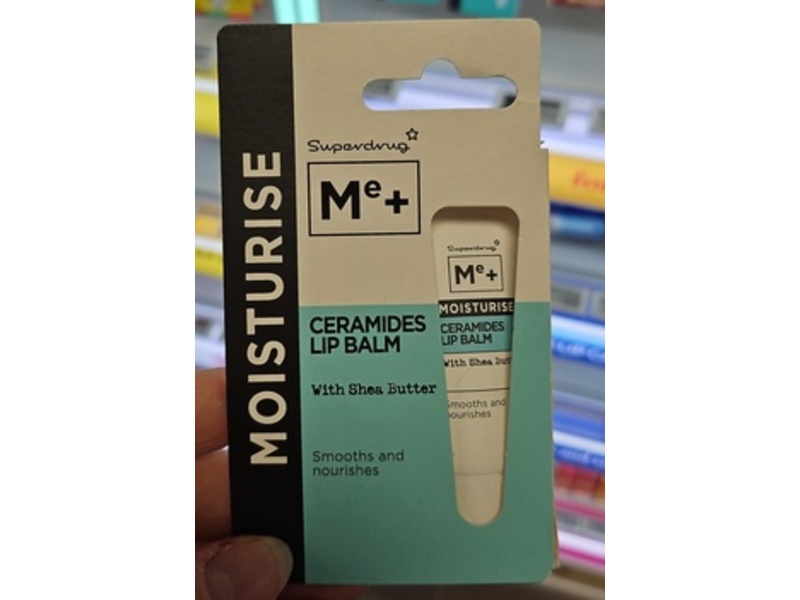 MOISTURISE
Superdrug
Me+
CERAMIDES
LIP BALM
With Shea Butter
Smooths and
nourishes
Superdrug
Me+
MOISTURISE
CERAMIDES
LIP BALM
With Shea Butt
Smooths and
nourishes